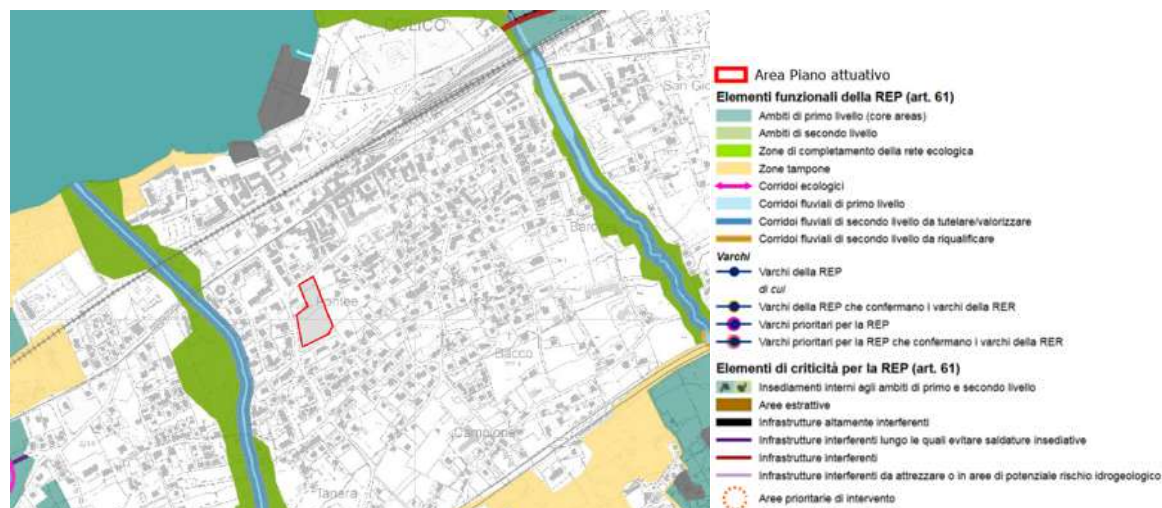 COLICO
San Gio
Pontee
Bacco
Campione
Tanera
Area Piano attuativo
Elementi funzionali della REP (art. 61)
Ambiti di primo livello (core areas)
Ambiti di secondo livello
Zone di completamento della rete ecologica
Zone tampone
Corridoi ecologici
Corridoi fluviali di primo livello
Corridoi fluviali di secondo livello da tutelare/valorizzare
Corridoi fluviali di secondo livello da riqualificare
Varchi
Varchi della REP
di cui
Varchi della REP che confermano i varchi della RER
Varchi prioritari per la REP
Varchi prioritari per la REP che confermano i varchi della RER
Elementi di criticità per la REP (art. 61)
Insediamenti interni agli ambiti di primo e secondo livello
Aree estrattive
Infrastrutture altamente interferenti
Infrastrutture interferenti lungo le quali evitare saldature insediative
Infrastrutture interferenti
Infrastrutture interferenti da attrezzare o in aree di potenziale rischio idrogeologico
Aree prioritarie di intervento